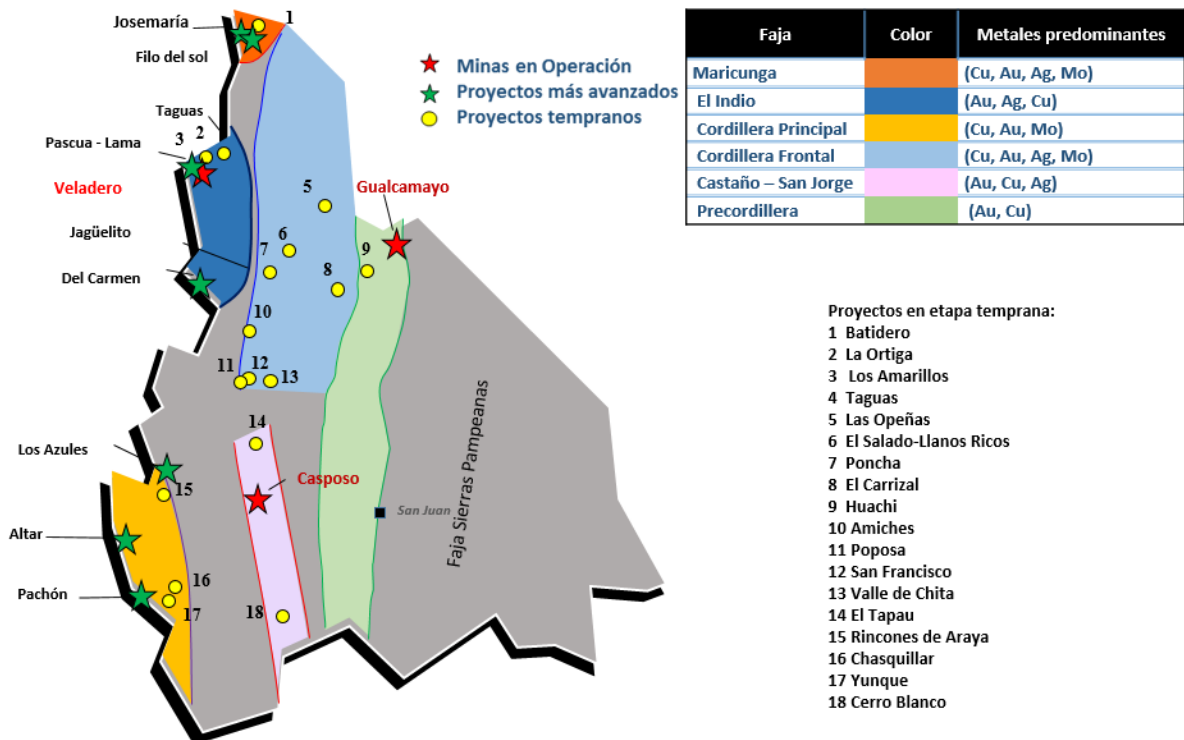 Josemaría
1
Filo del sol
Minas en Operación
Proyectos más avanzados
Proyectos tempranos
Taguas
3
2
Pascua - Lama
Veladero
5
Gualcamayo
Jagüelito
6
7
9
8
Del Carmen
10
11
12
13
14
Los Azules
15
Casposo
San Juan
Faja Sierras Pampeanas
Altar
Pachón
16
17
18
Faja Color Metales predominantes
Maricunga (Cu, Au, Ag, Mo)
El Indio (Au, Ag, Cu)
Cordillera Principal (Cu, Au, Mo)
Cordillera Frontal (Cu, Au, Ag, Mo)
Castaño – San Jorge (Au, Cu, Ag)
Precordillera (Au, Cu)
Proyectos en etapa temprana:
1 Batidero
2 La Ortiga
3 Los Amarillos
4 Taguas
5 Las Opeñas
6 El Salado-Llanos Ricos
7 Poncha
8 El Carrizal
9 Huachi
10 Amiches
11 Poposa
12 San Francisco
13 Valle de Chita
14 El Tapau
15 Rincones de Araya
16 Chasquillar
17 Yunque
18 Cerro Blanco